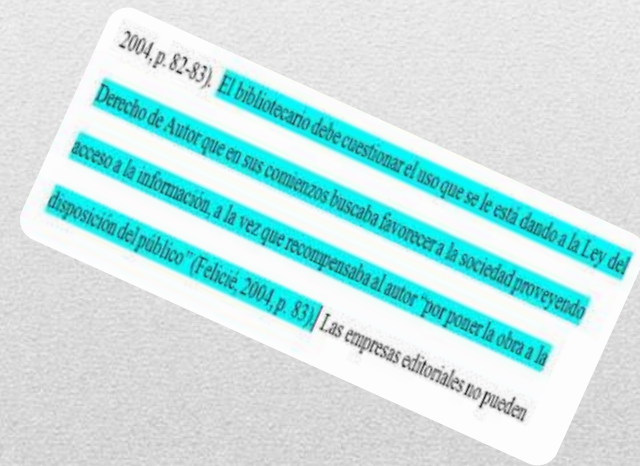 2004, p. 82-83). El bibliotecario debe cuestionar el uso que se le está dando a la Ley del
Derecho de Autor que en sus comienzos buscaba favorecer a la sociedad proveyendo
acceso a la información, a la vez que recompensaba al autor “por poner la obra a la
disposición del público” (Felicié, 2004, p. 83). Las empresas editoriales no pueden